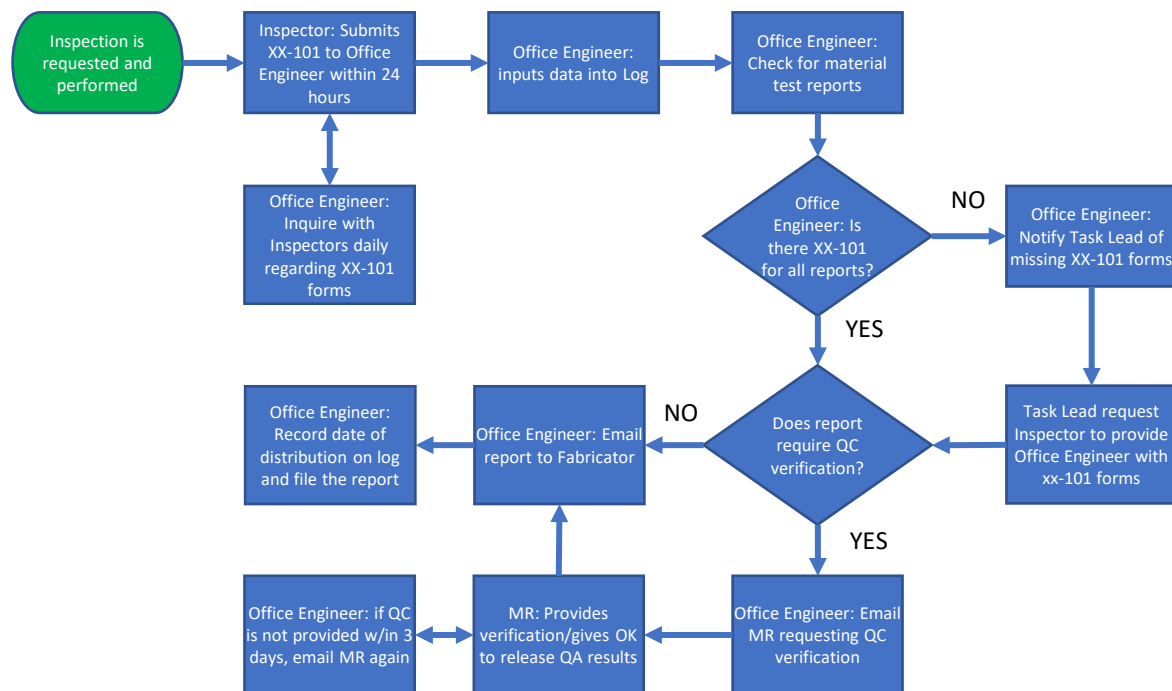 Inspection is
requested and
performed
Inspector: Submits
XX-101 to Office
Engineer within 24
hours
Office Engineer:
inputs data into Log
Office Engineer:
Check for material
test reports
Office Engineer:
Inquire with
Inspectors daily
regarding XX-101
forms
Office
Engineer: Is
there XX-101
for all reports?
NO
Office Engineer:
Notify Task Lead of
missing XX-101 forms
YES
Office Engineer:
Record date of
distribution on log
and file the report
Office Engineer: Email
report to Fabricator
NO
Does report
require QC
verification?
Task Lead request
Inspector to provide
Office Engineer with
xx-101 forms
YES
Office Engineer: if QC
is not provided w/in 3
days, email MR again
MR: Provides
verification/gives OK
to release QA results
Office Engineer: Email
MR requesting QC
verification